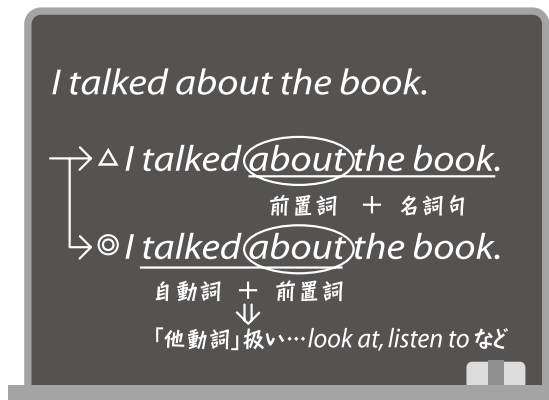 I talked about the book.
△I talked about the book.
前置詞 ＋ 名詞句
◎I talked about the book.
自動詞 ＋ 前置詞
「他動詞」扱い…look at, listen to など